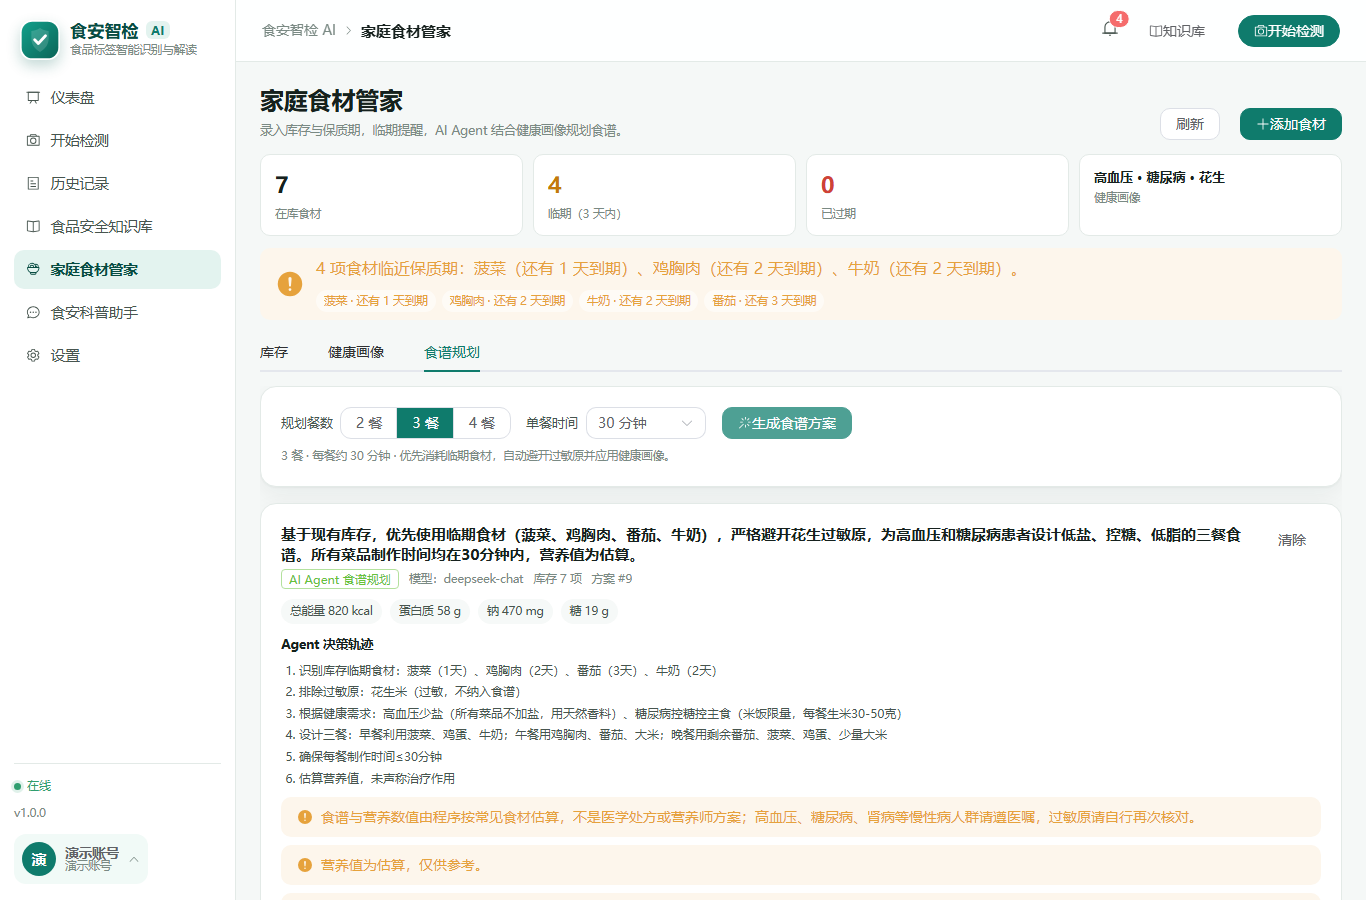 食安智检 AI
食品标签智能识别与解读
仪表盘
开始检测
历史记录
食品安全知识库
家庭食材管家
食安科普助手
设置
在线
v1.0.0
演
演示账号
演示账号
食安智检 AI > 家庭食材管家
4
知识库
开始检测
家庭食材管家
录入库存与保质期，临期提醒，AI Agent 结合健康画像规划食谱。
刷新
+添加食材
7
在库食材
4
临期（3 天内）
0
已过期
高血压 • 糖尿病 • 花生
健康画像
4 项食材临近保质期：菠菜（还有 1 天到期）、鸡胸肉（还有 2 天到期）、牛奶（还有 2 天到期）。
菠菜 · 还有 1 天到期 鸡胸肉 · 还有 2 天到期 牛奶 · 还有 2 天到期 番茄 · 还有 3 天到期
库存 健康画像 食谱规划
规划餐数 2 餐 3 餐 4 餐 单餐时间 30 分钟 生成食谱方案
3 餐 · 每餐约 30 分钟 · 优先消耗临期食材，自动避开过敏原并应用健康画像。
基于现有库存，优先使用临期食材（菠菜、鸡胸肉、番茄、牛奶），严格避开花生过敏原，为高血压和糖尿病患者设计低盐、控糖、低脂的三餐食
谱。所有菜品制作时间均在30分钟内，营养值为估算。
清除
AI Agent 食谱规划 模型：deepseek-chat 库存 7 项 方案 #9
总能量 820 kcal 蛋白质 58 g 钠 470 mg 糖 19 g
Agent 决策轨迹
1. 识别库存临期食材：菠菜（1天）、鸡胸肉（2天）、番茄（3天）、牛奶（2天）
2. 排除过敏原：花生米（过敏，不纳入食谱）
3. 根据健康需求：高血压少盐（所有菜品不加盐，用天然香料）、糖尿病控糖控主食（米饭限量，每餐生米30-50克）
4. 设计三餐：早餐利用菠菜、鸡蛋、牛奶；午餐用鸡胸肉、番茄、大米；晚餐用剩余番茄、菠菜、鸡蛋、少量大米
5. 确保每餐制作时间≤30分钟
6. 估算营养值，未声称治疗作用
食谱与营养数值由程序按常见食材估算，不是医学处方或营养师方案；高血压、糖尿病、肾病等慢性病人群请遵医嘱，过敏原请自行再次核对。
营养值为估算，仅供参考。